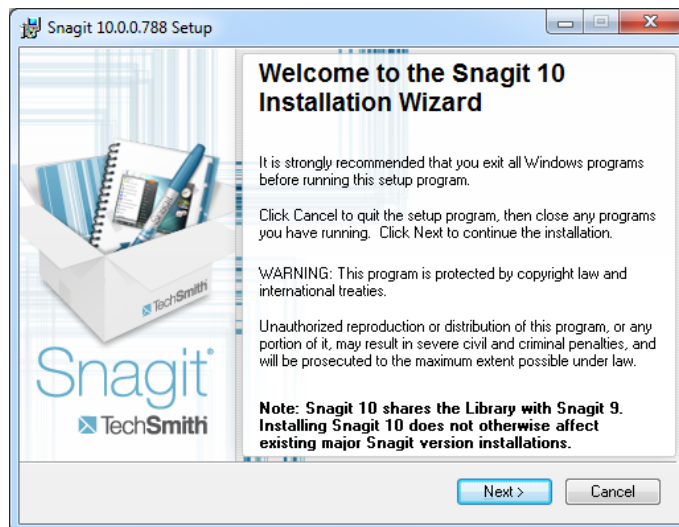 Snagit 10.0.0.788 Setup
Welcome to the Snagit 10
Installation Wizard
It is strongly recommended that you exit all Windows programs
before running this setup program.
Click Cancel to quit the setup program, then close any programs
you have running.  Click Next to continue the installation.
WARNING: This program is protected by copyright law and
international treaties.
Unauthorized reproduction or distribution of this program, or any
portion of it, may result in severe civil and criminal penalties, and
will be prosecuted to the maximum extent possible under law.
Note: Snagit 10 shares the Library with Snagit 9.
Installing Snagit 10 does not otherwise affect
existing major Snagit version installations.
TechSmith
Snagit®
TechSmith
Next >
Cancel